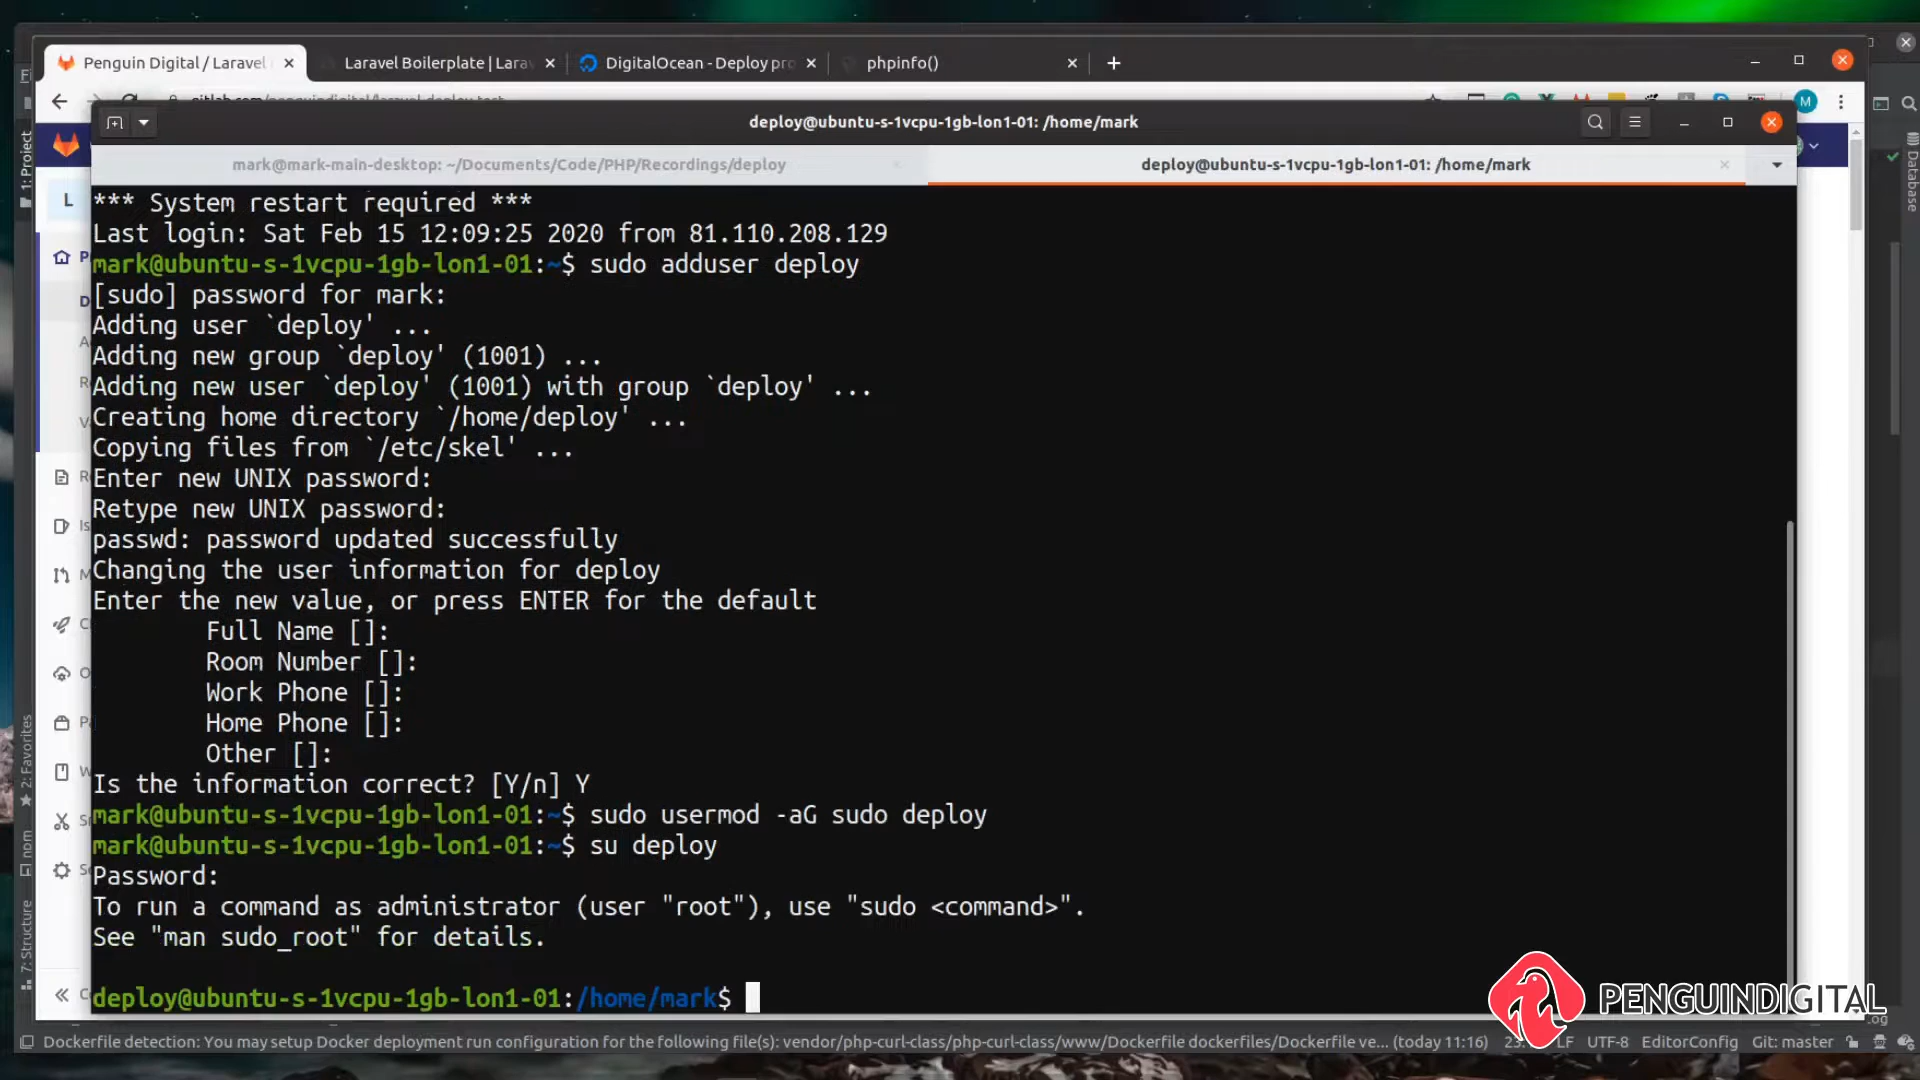 Penguin Digital / Laravel
Laravel Boilerplate | Lara
DigitalOcean - Deploy pro
phpinfo()
M
deploy@ubuntu-s-1vcpu-1gb-lon1-01: /home/mark
mark@mark-main-desktop: ~/Documents/Code/PHP/Recordings/deploy
deploy@ubuntu-s-1vcpu-1gb-lon1-01: /home/mark
1: Project
Database
L
*** System restart required ***
Last login: Sat Feb 15 12:09:25 2020 from 81.110.208.129
mark@ubuntu-s-1vcpu-1gb-lon1-01:~$ sudo adduser deploy
[sudo] password for mark:
Adding user `deploy' ...
Adding new group `deploy' (1001) ...
Adding new user `deploy' (1001) with group `deploy' ...
Creating home directory `/home/deploy' ...
Copying files from `/etc/skel' ...
Enter new UNIX password:
Retype new UNIX password:
passwd: password updated successfully
Changing the user information for deploy
Enter the new value, or press ENTER for the default
Full Name []:
Room Number []:
Work Phone []:
Home Phone []:
Other []:
Is the information correct? [Y/n] Y
mark@ubuntu-s-1vcpu-1gb-lon1-01:~$ sudo usermod -aG sudo deploy
mark@ubuntu-s-1vcpu-1gb-lon1-01:~$ su deploy
Password:
To run a command as administrator (user "root"), use "sudo <command>".
See "man sudo_root" for details.
deploy@ubuntu-s-1vcpu-1gb-lon1-01:/home/mark$
2: Favorites
npm
7: Structure
PENGUINDIGITAL
Dockerfile detection: You may setup Docker deployment run configuration for the following file(s): vendor/php-curl-class/php-curl-class/www/Dockerfile dockerfiles/Dockerfile ve... (today 11:16)
LF UTF-8 EditorConfig Git: master